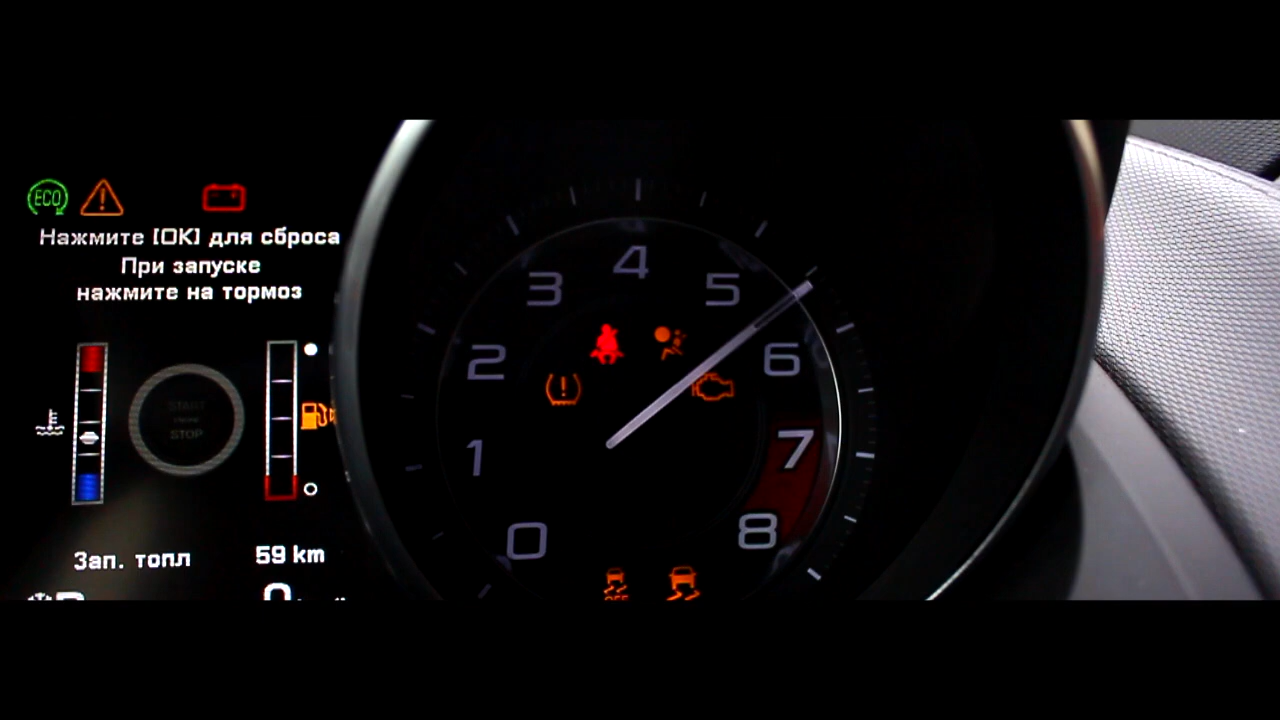 ECO
Нажмите [OK] для сброса
При запуске
нажмите на тормоз
START
STOP
Зап. топл
59 km
0
1
2
3
4
5
6
7
8
OFF